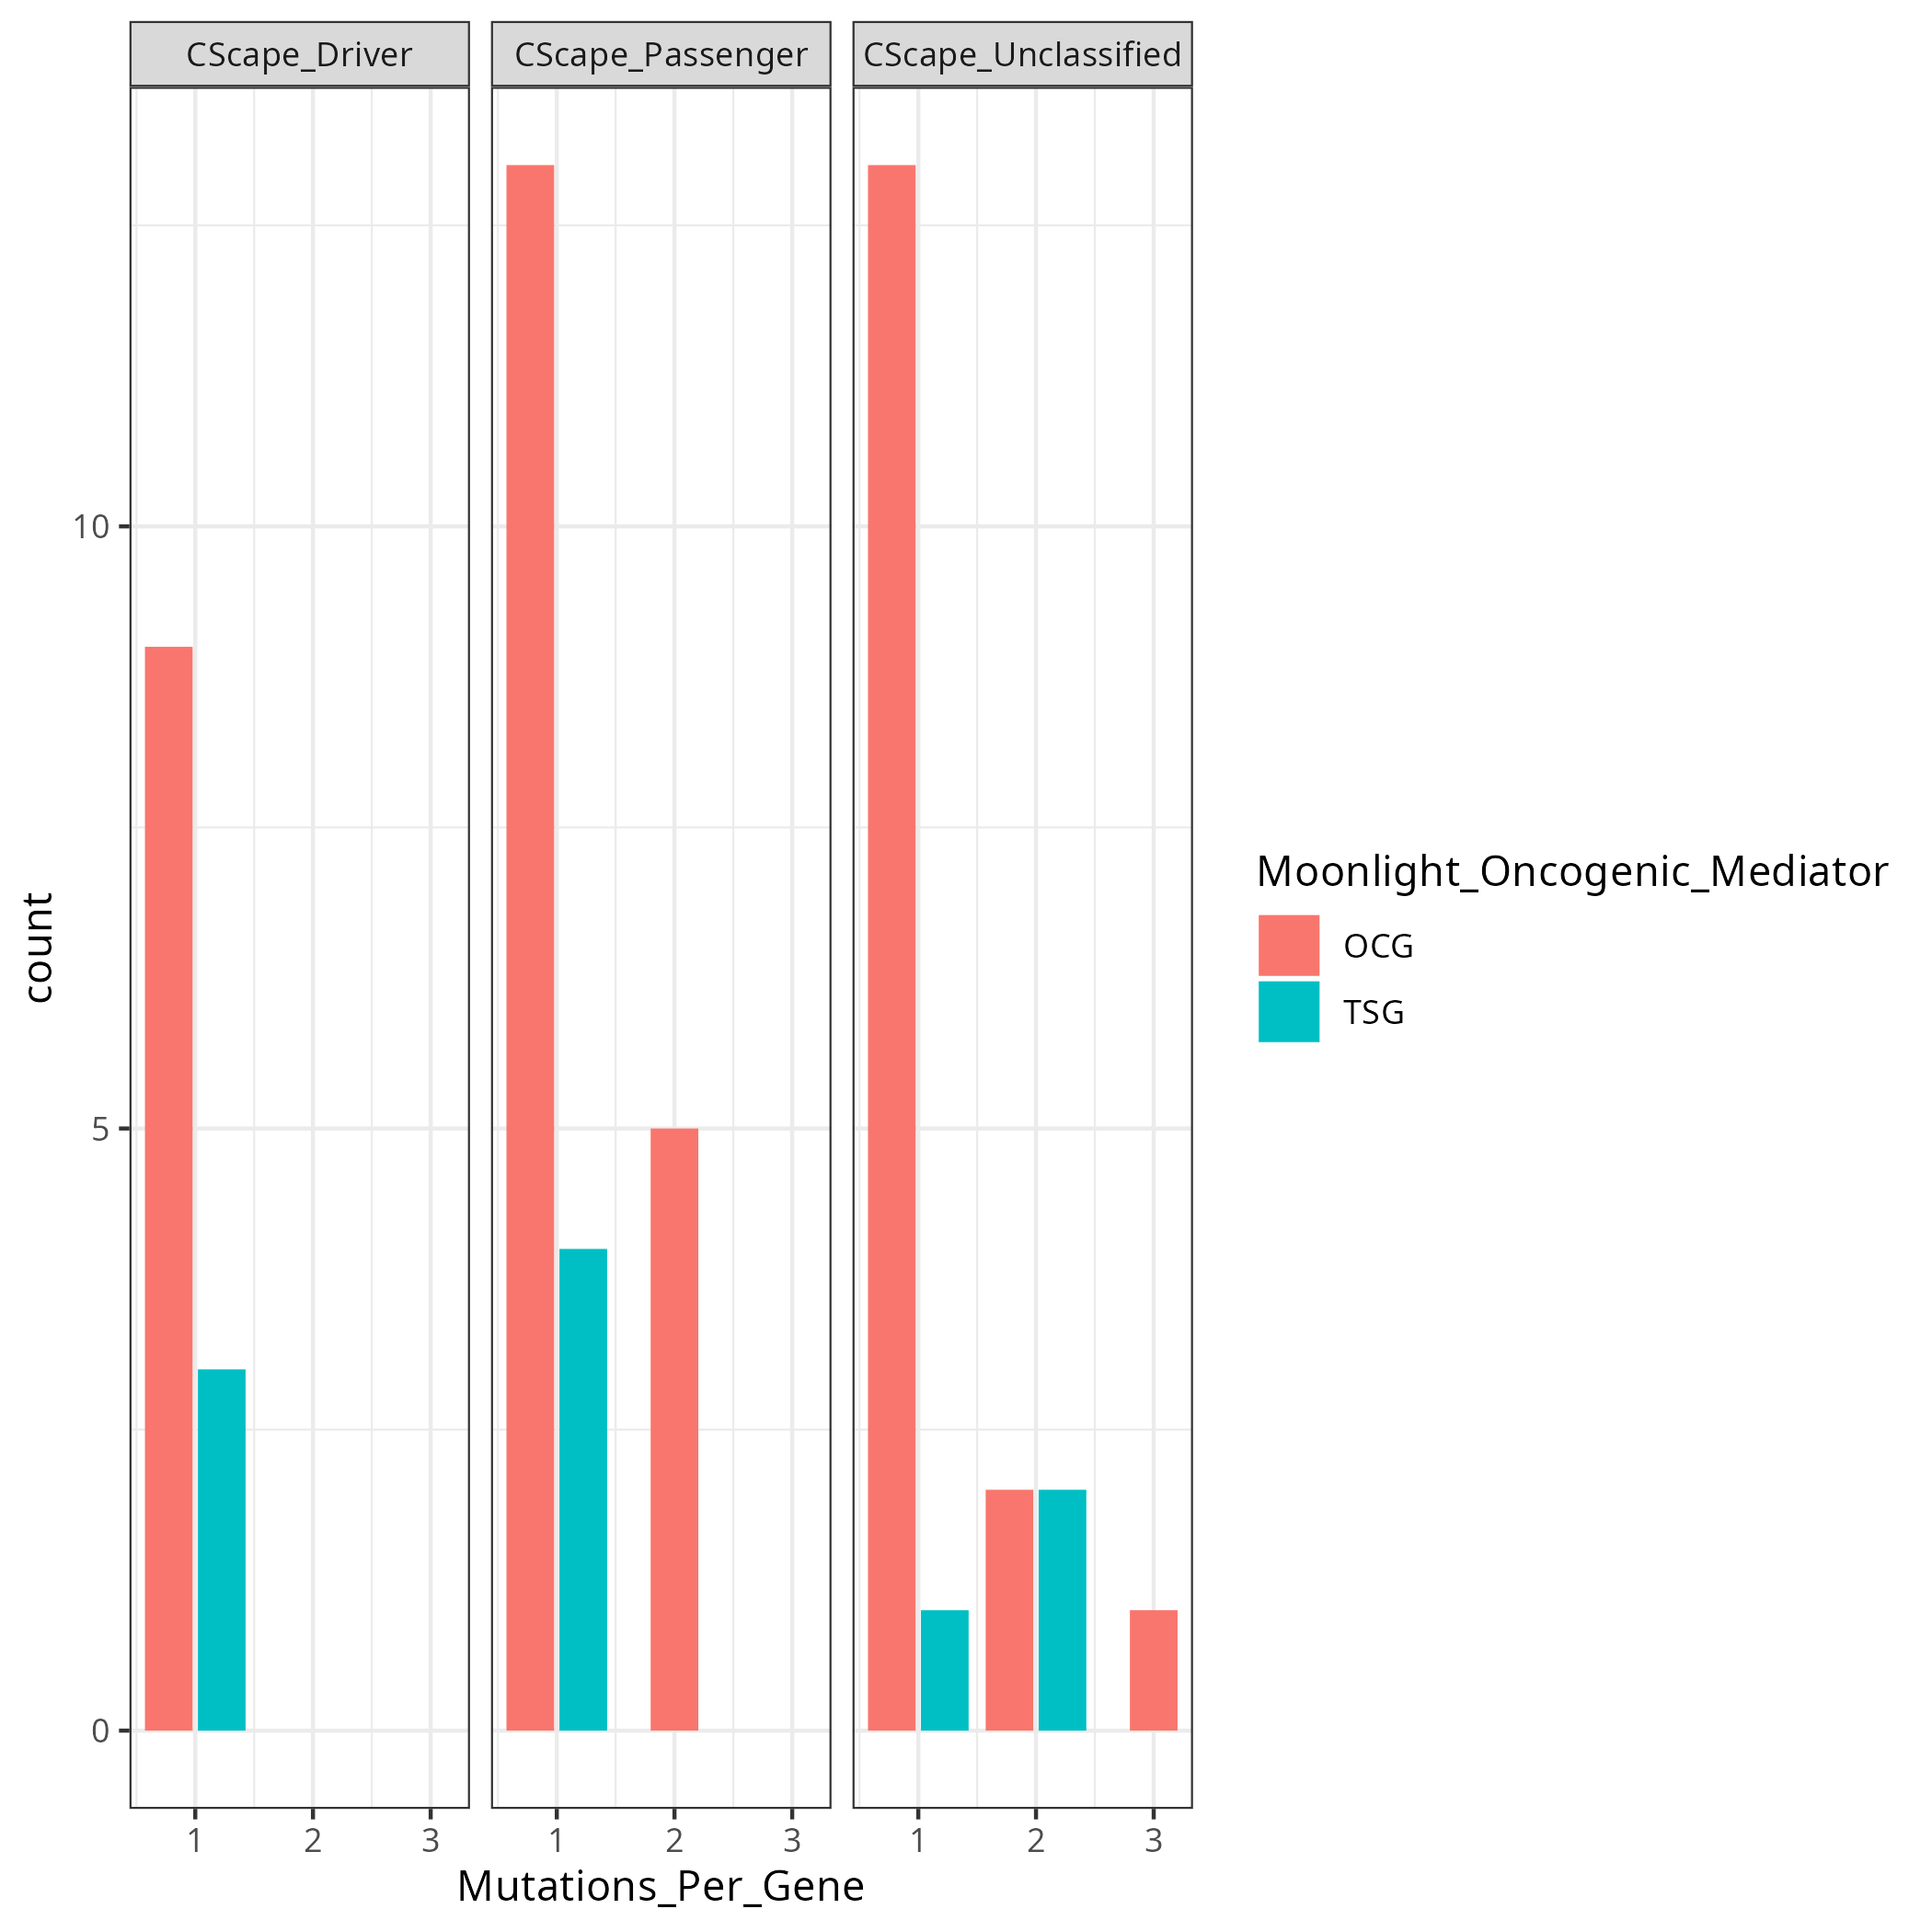 CScape_Driver
CScape_Passenger
CScape_Unclassified
10
5
0
count
1 2 3
1 2 3
1 2 3
Mutations_Per_Gene
Moonlight_Oncogenic_Mediator
OCG
TSG